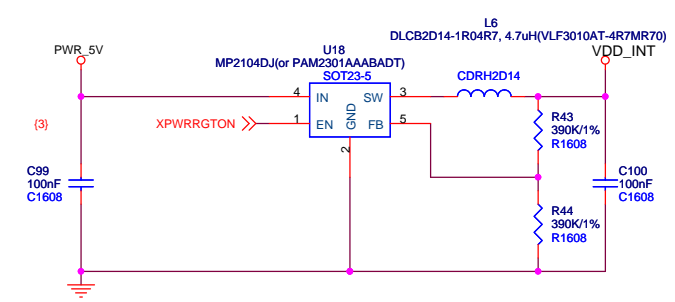 L6
DLCB2D14-1R04R7, 4.7uH(VLF3010AT-4R7MR70)
PWR_5V
U18
VDD_INT
MP2104DJ(or PAM2301AAABADT)
SOT23-5
CDRH2D14
4 IN SW 3
{3} XPWRRGTON 1 EN GND FB 5
2
R43
390K/1%
R1608
C99
100nF
C1608
C100
100nF
C1608
R44
390K/1%
R1608